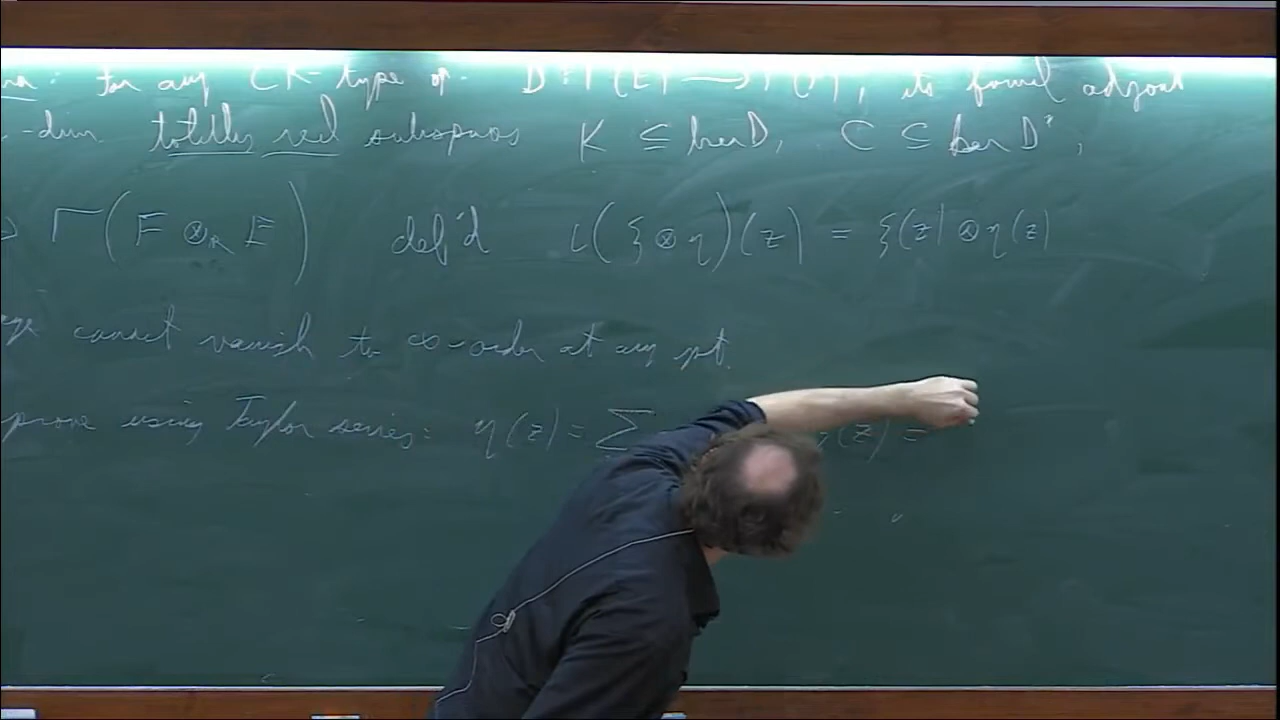 : For any CR-type op. D: Γ(E) → Γ(F), its formal adjoint
-dim. totally real subspaces K ⊆ ker D, C ⊆ ker D*,
Γ(F ⊗_R E) def'd ι(ξ ⊗ η)(z) = ξ(z) ⊗ η(z)
cannot vanish to ∞-order at any pt.
prove using Taylor series: η(z) = ∑ (z) =